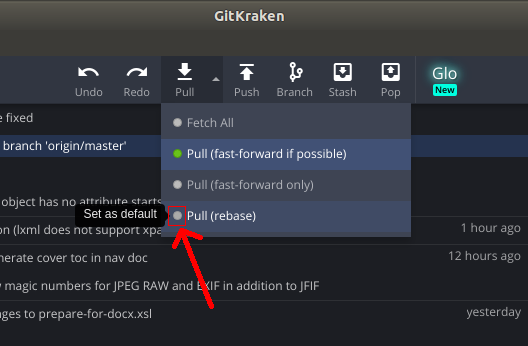 GitKraken
Undo
Redo
Pull
Push
Branch
Stash
Pop
Glo
New
e fixed
Fetch All
branch 'origin/master'
Pull (fast-forward if possible)
Pull (fast-forward only)
object has no attribute starts
Set as default
Pull (rebase)
on (lxml does not support xpa
1 hour ago
nerate cover toc in nav doc
12 hours ago
magic numbers for JPEG RAW and EXIF in addition to JFIF
nges to prepare-for-docx.xsl
yesterday